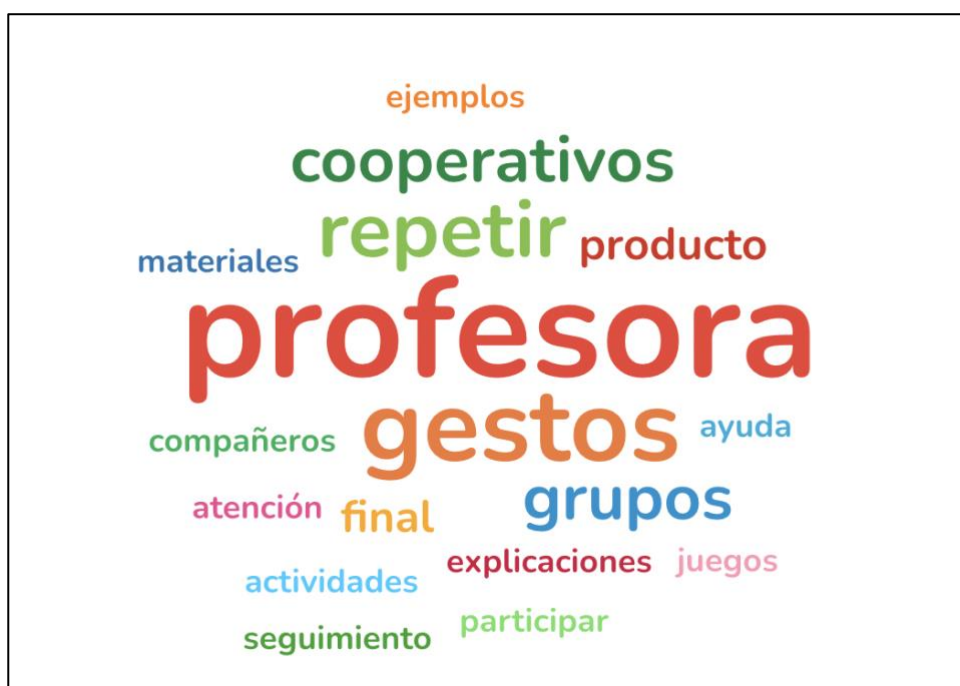 ejemplos
cooperativos
repetir producto
materiales
profesora
gestos ayuda
compañeros
grupos
atención final
explicaciones juegos
actividades
participar
seguimiento